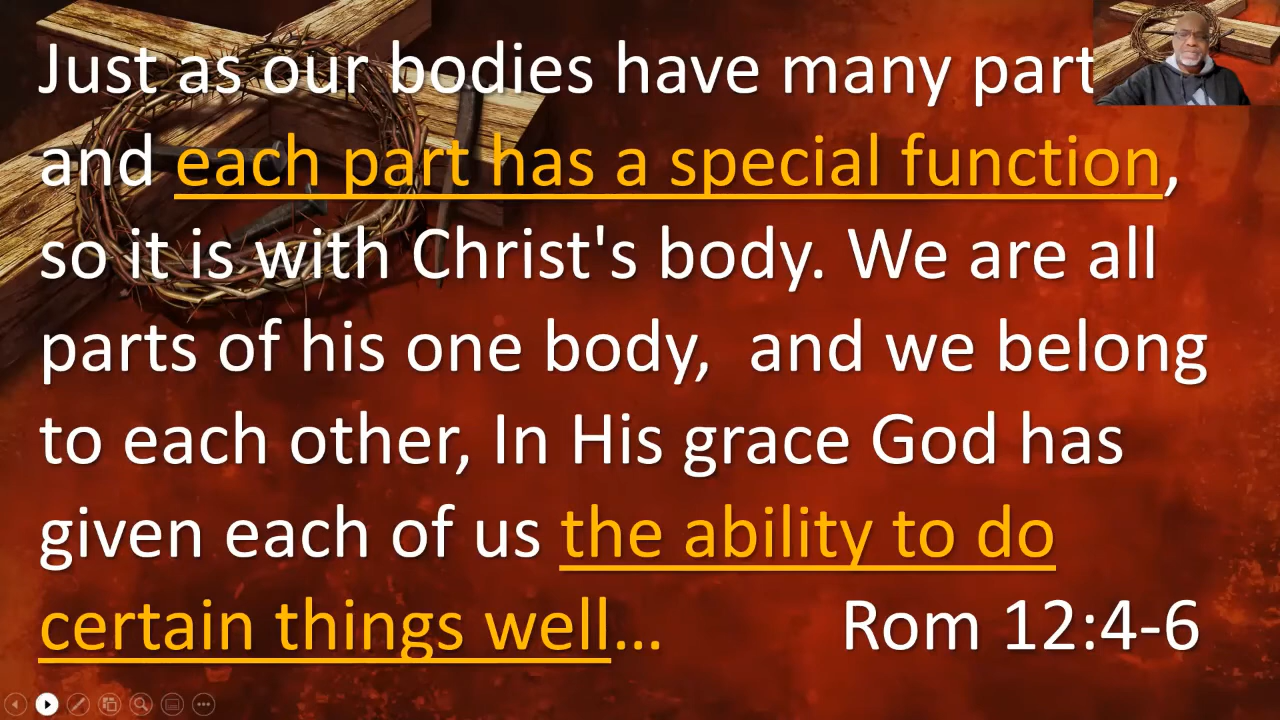 Just as our bodies have many part
and each part has a special function,
so it is with Christ's body. We are all
parts of his one body,  and we belong
to each other, In His grace God has
given each of us the ability to do
certain things well... Rom 12:4-6